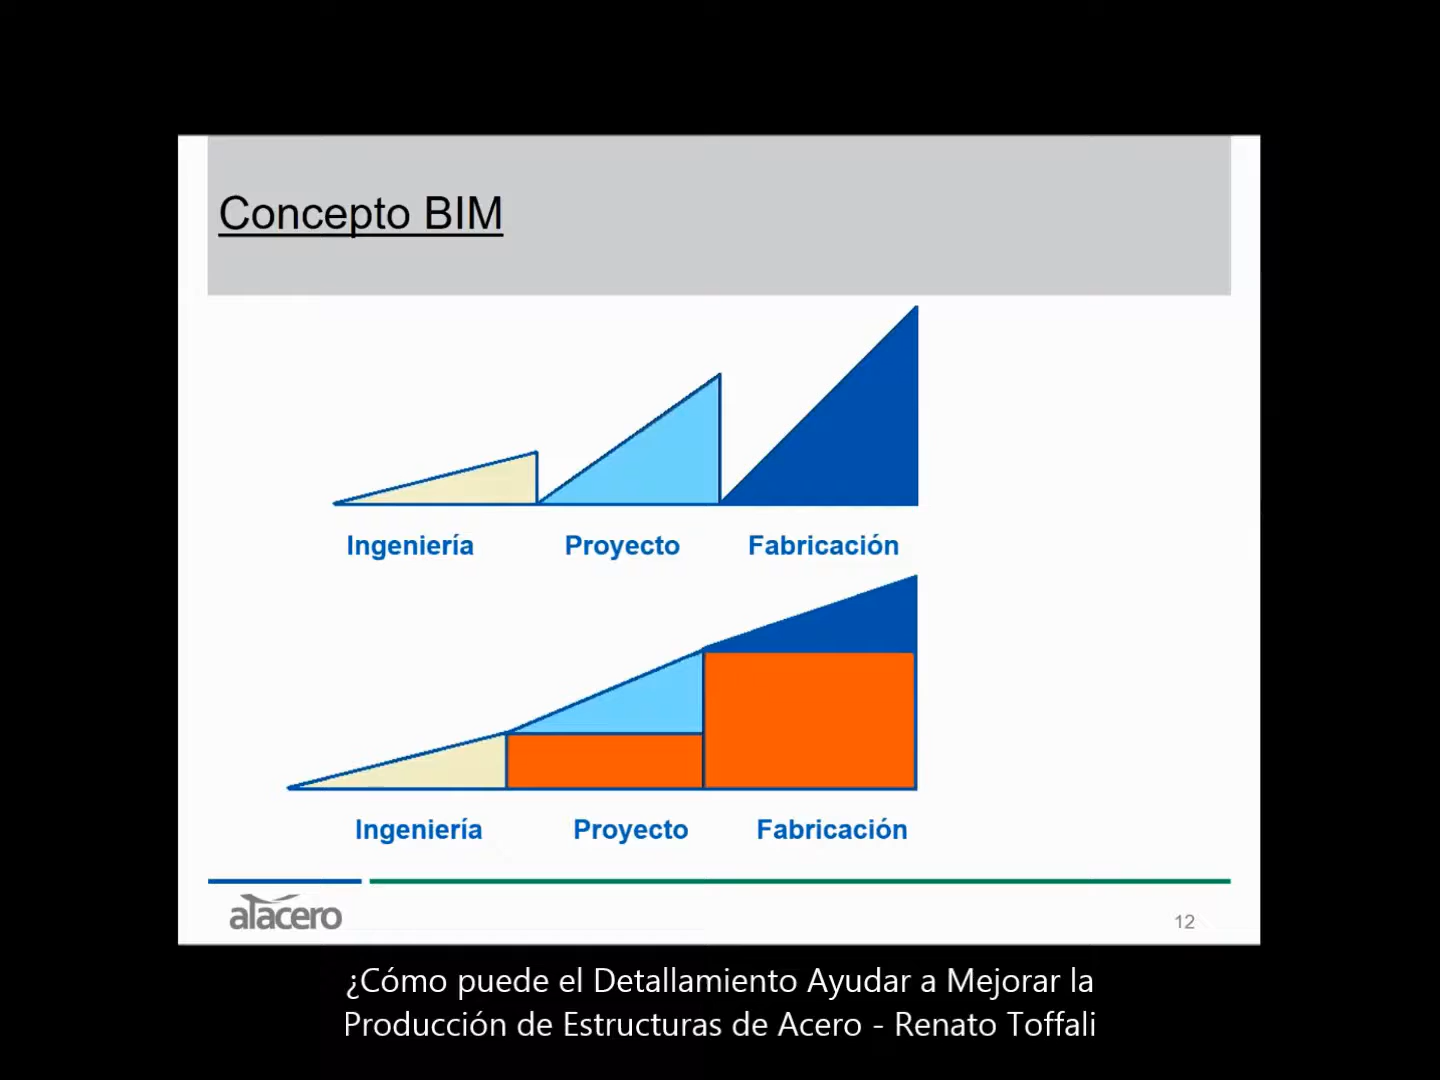 Concepto BIM
Ingeniería Proyecto Fabricación
Ingeniería Proyecto Fabricación
alacero
12
¿Cómo puede el Detallamiento Ayudar a Mejorar la
Producción de Estructuras de Acero - Renato Toffali